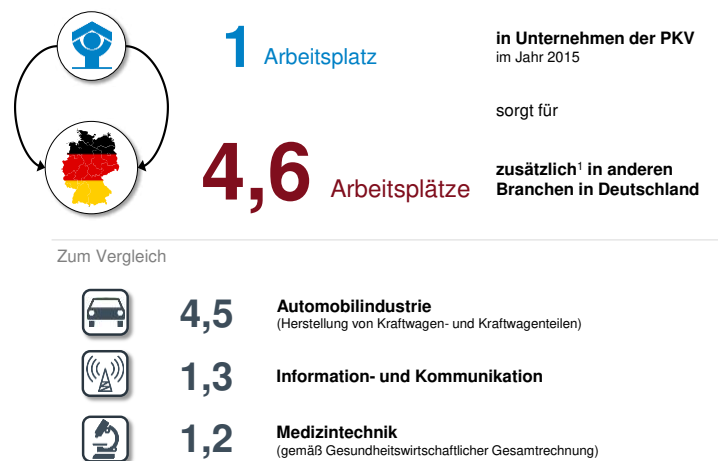 1 Arbeitsplatz
in Unternehmen der PKV
im Jahr 2015
sorgt für
4,6 Arbeitsplätze
zusätzlich¹ in anderen
Branchen in Deutschland
Zum Vergleich
4,5
Automobilindustrie
(Herstellung von Kraftwagen- und Kraftwagenteilen)
1,3
Information- und Kommunikation
1,2
Medizintechnik
(gemäß Gesundheitswirtschaftlicher Gesamtrechnung)